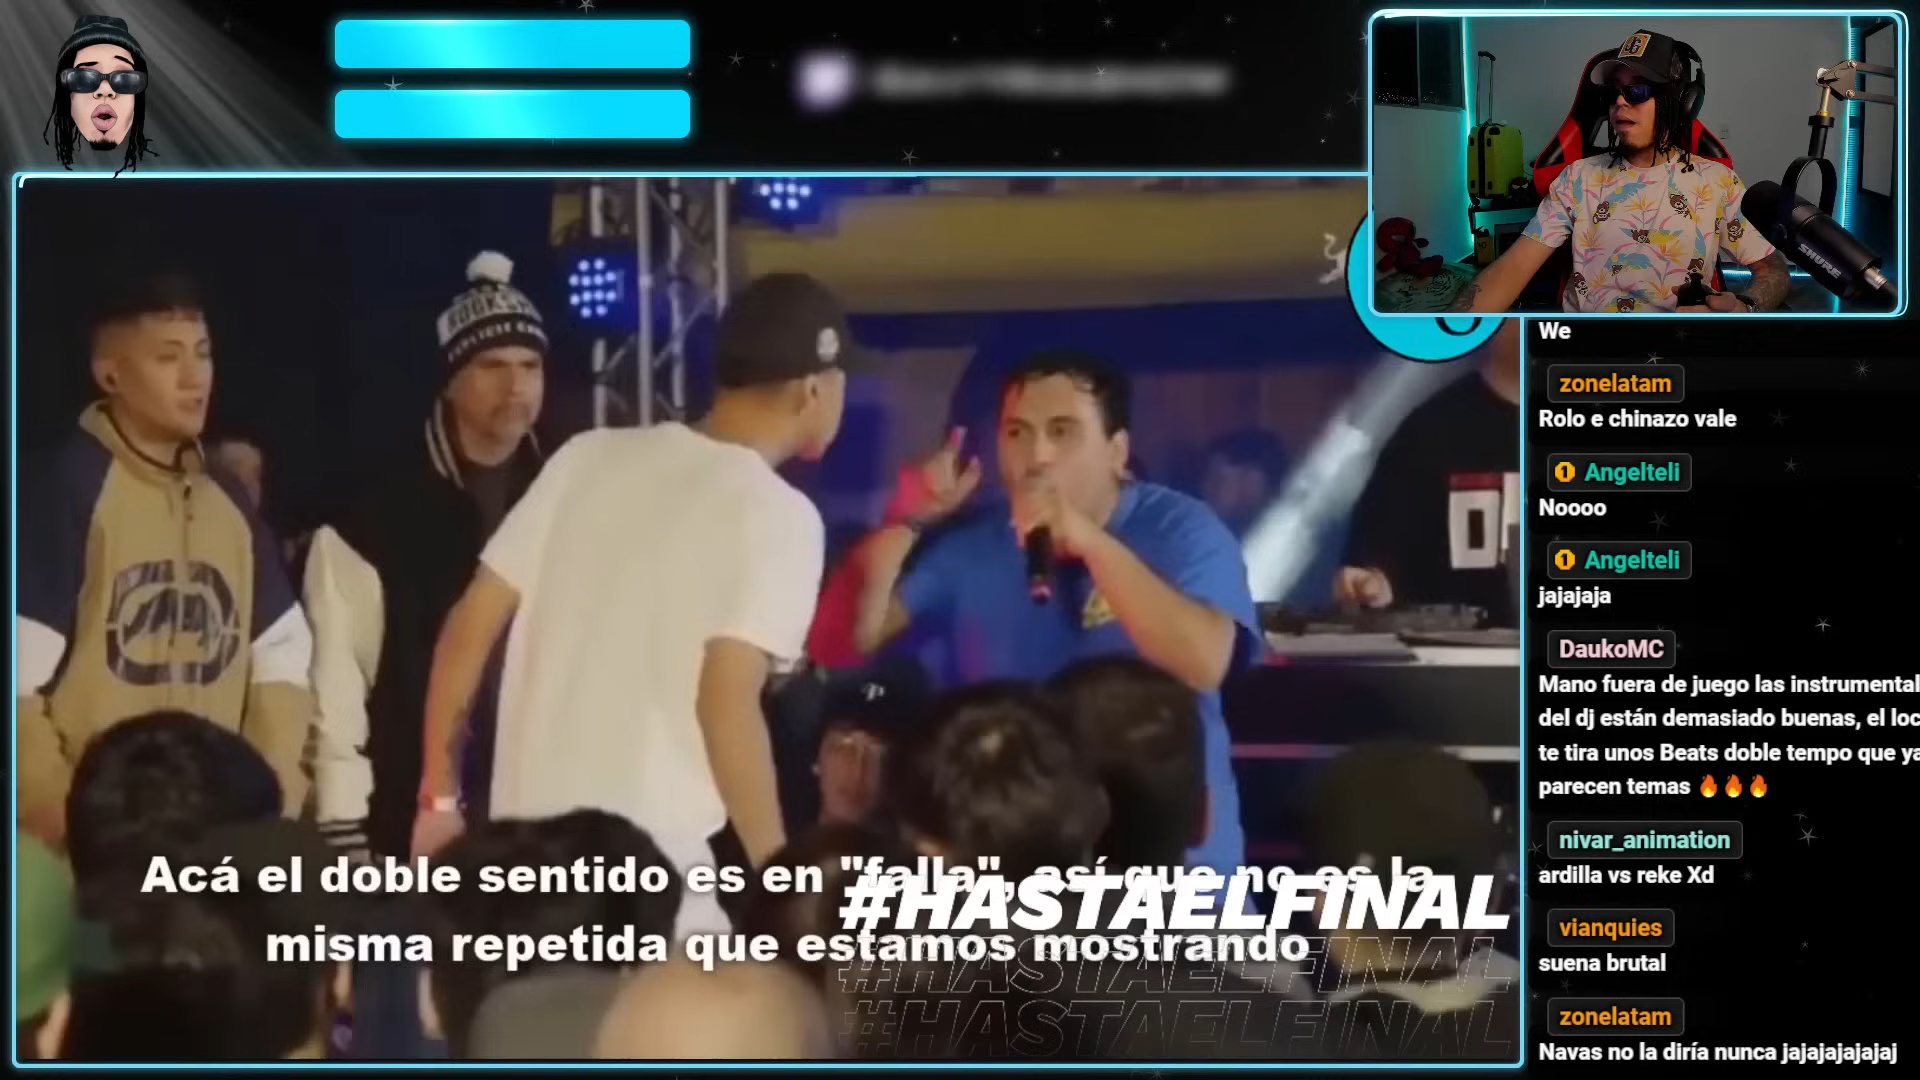 SHURE
We
zonelatam
Rolo e chinazo vale
Angelteli
Noooo
Angelteli
jajajaja
DaukoMC
Mano fuera de juego las instrumental
del dj están demasiado buenas, el loc
te tira unos Beats doble tempo que ya
parecen temas 🔥🔥🔥
nivar_animation
ardilla vs reke Xd
vianquies
suena brutal
zonelatam
Navas no la diría nunca jajajajajajaj
Acá el doble sentido es en "falla", así que no es la
misma repetida que estamos mostrando
#HASTAELFINAL
#HASTAELFINAL
#HASTAELFINAL